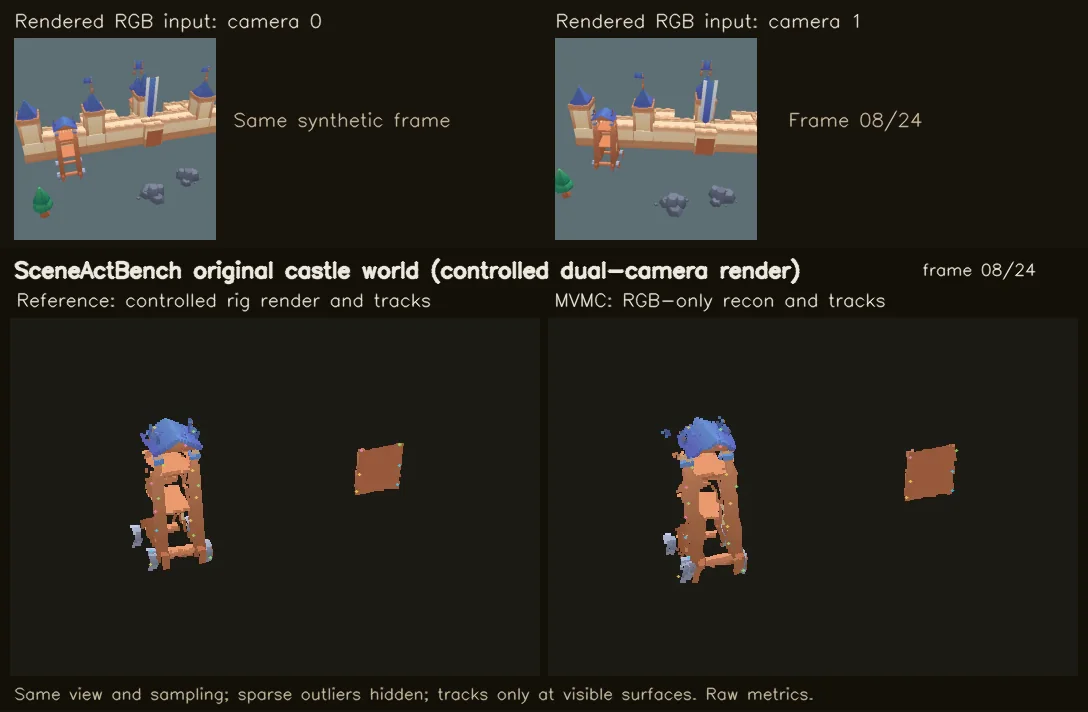 Rendered RGB input: camera 0
Rendered RGB input: camera 1
Same synthetic frame
Frame 08/24
SceneActBench original castle world (controlled dual-camera render)
frame 08/24
Reference: controlled rig render and tracks
MVMC: RGB-only recon and tracks
Same view and sampling; sparse outliers hidden; tracks only at visible surfaces. Raw metrics.